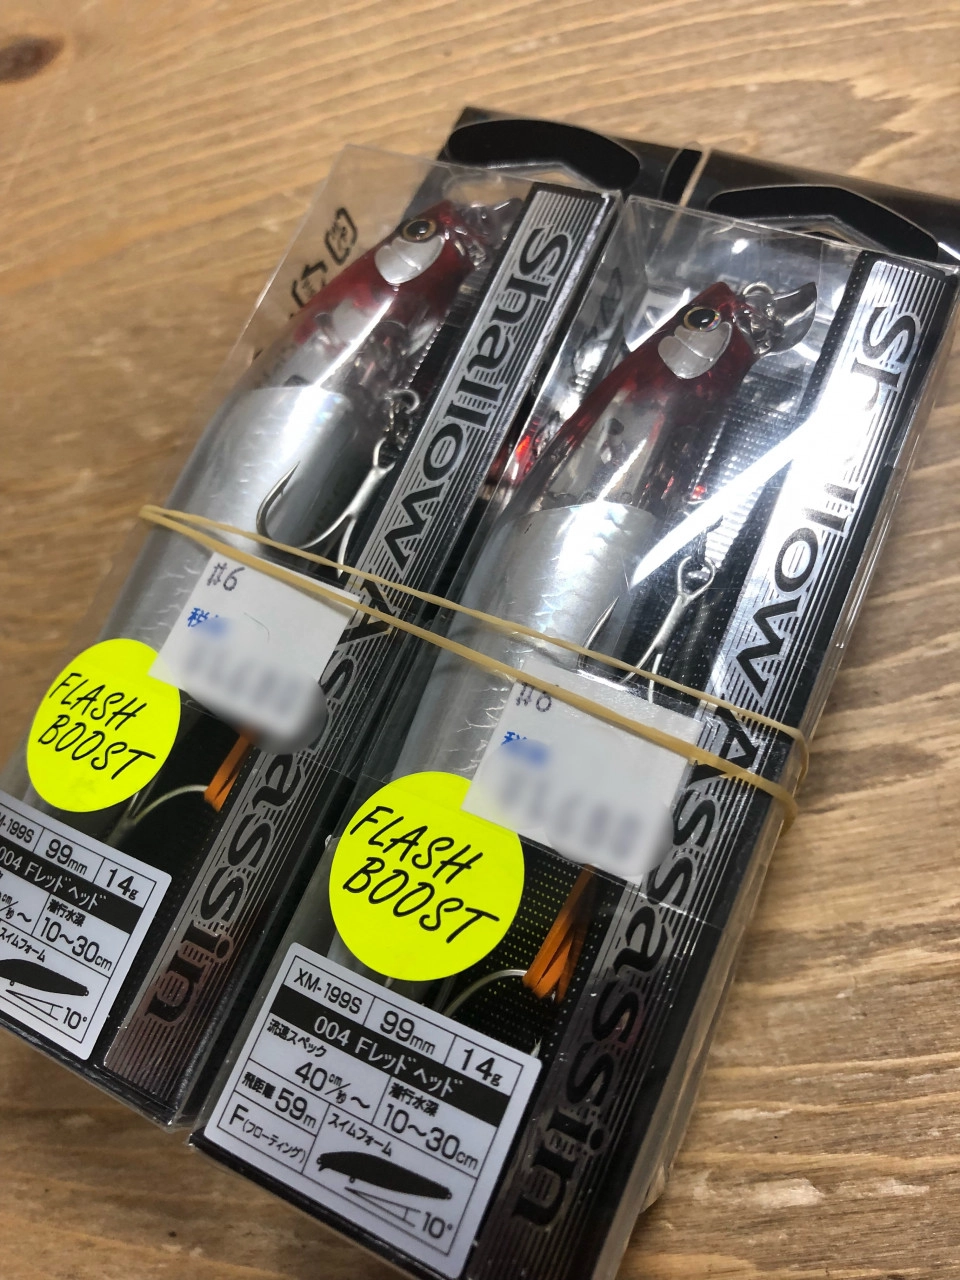 Shallow Assassin
#6
税
FLASH
BOOST
99mm
14g
004 Fレッドヘッド
潜行水深
10~30cm
スイムフォーム
10°
Shallow Assassin
#6
税
FLASH
BOOST
XM-199S
99mm
14g
004 Fレッドヘッド
流速スペック
40cm/秒~
潜行水深
10~30cm
飛距離 59m
F(フローティング)
スイムフォーム
10°